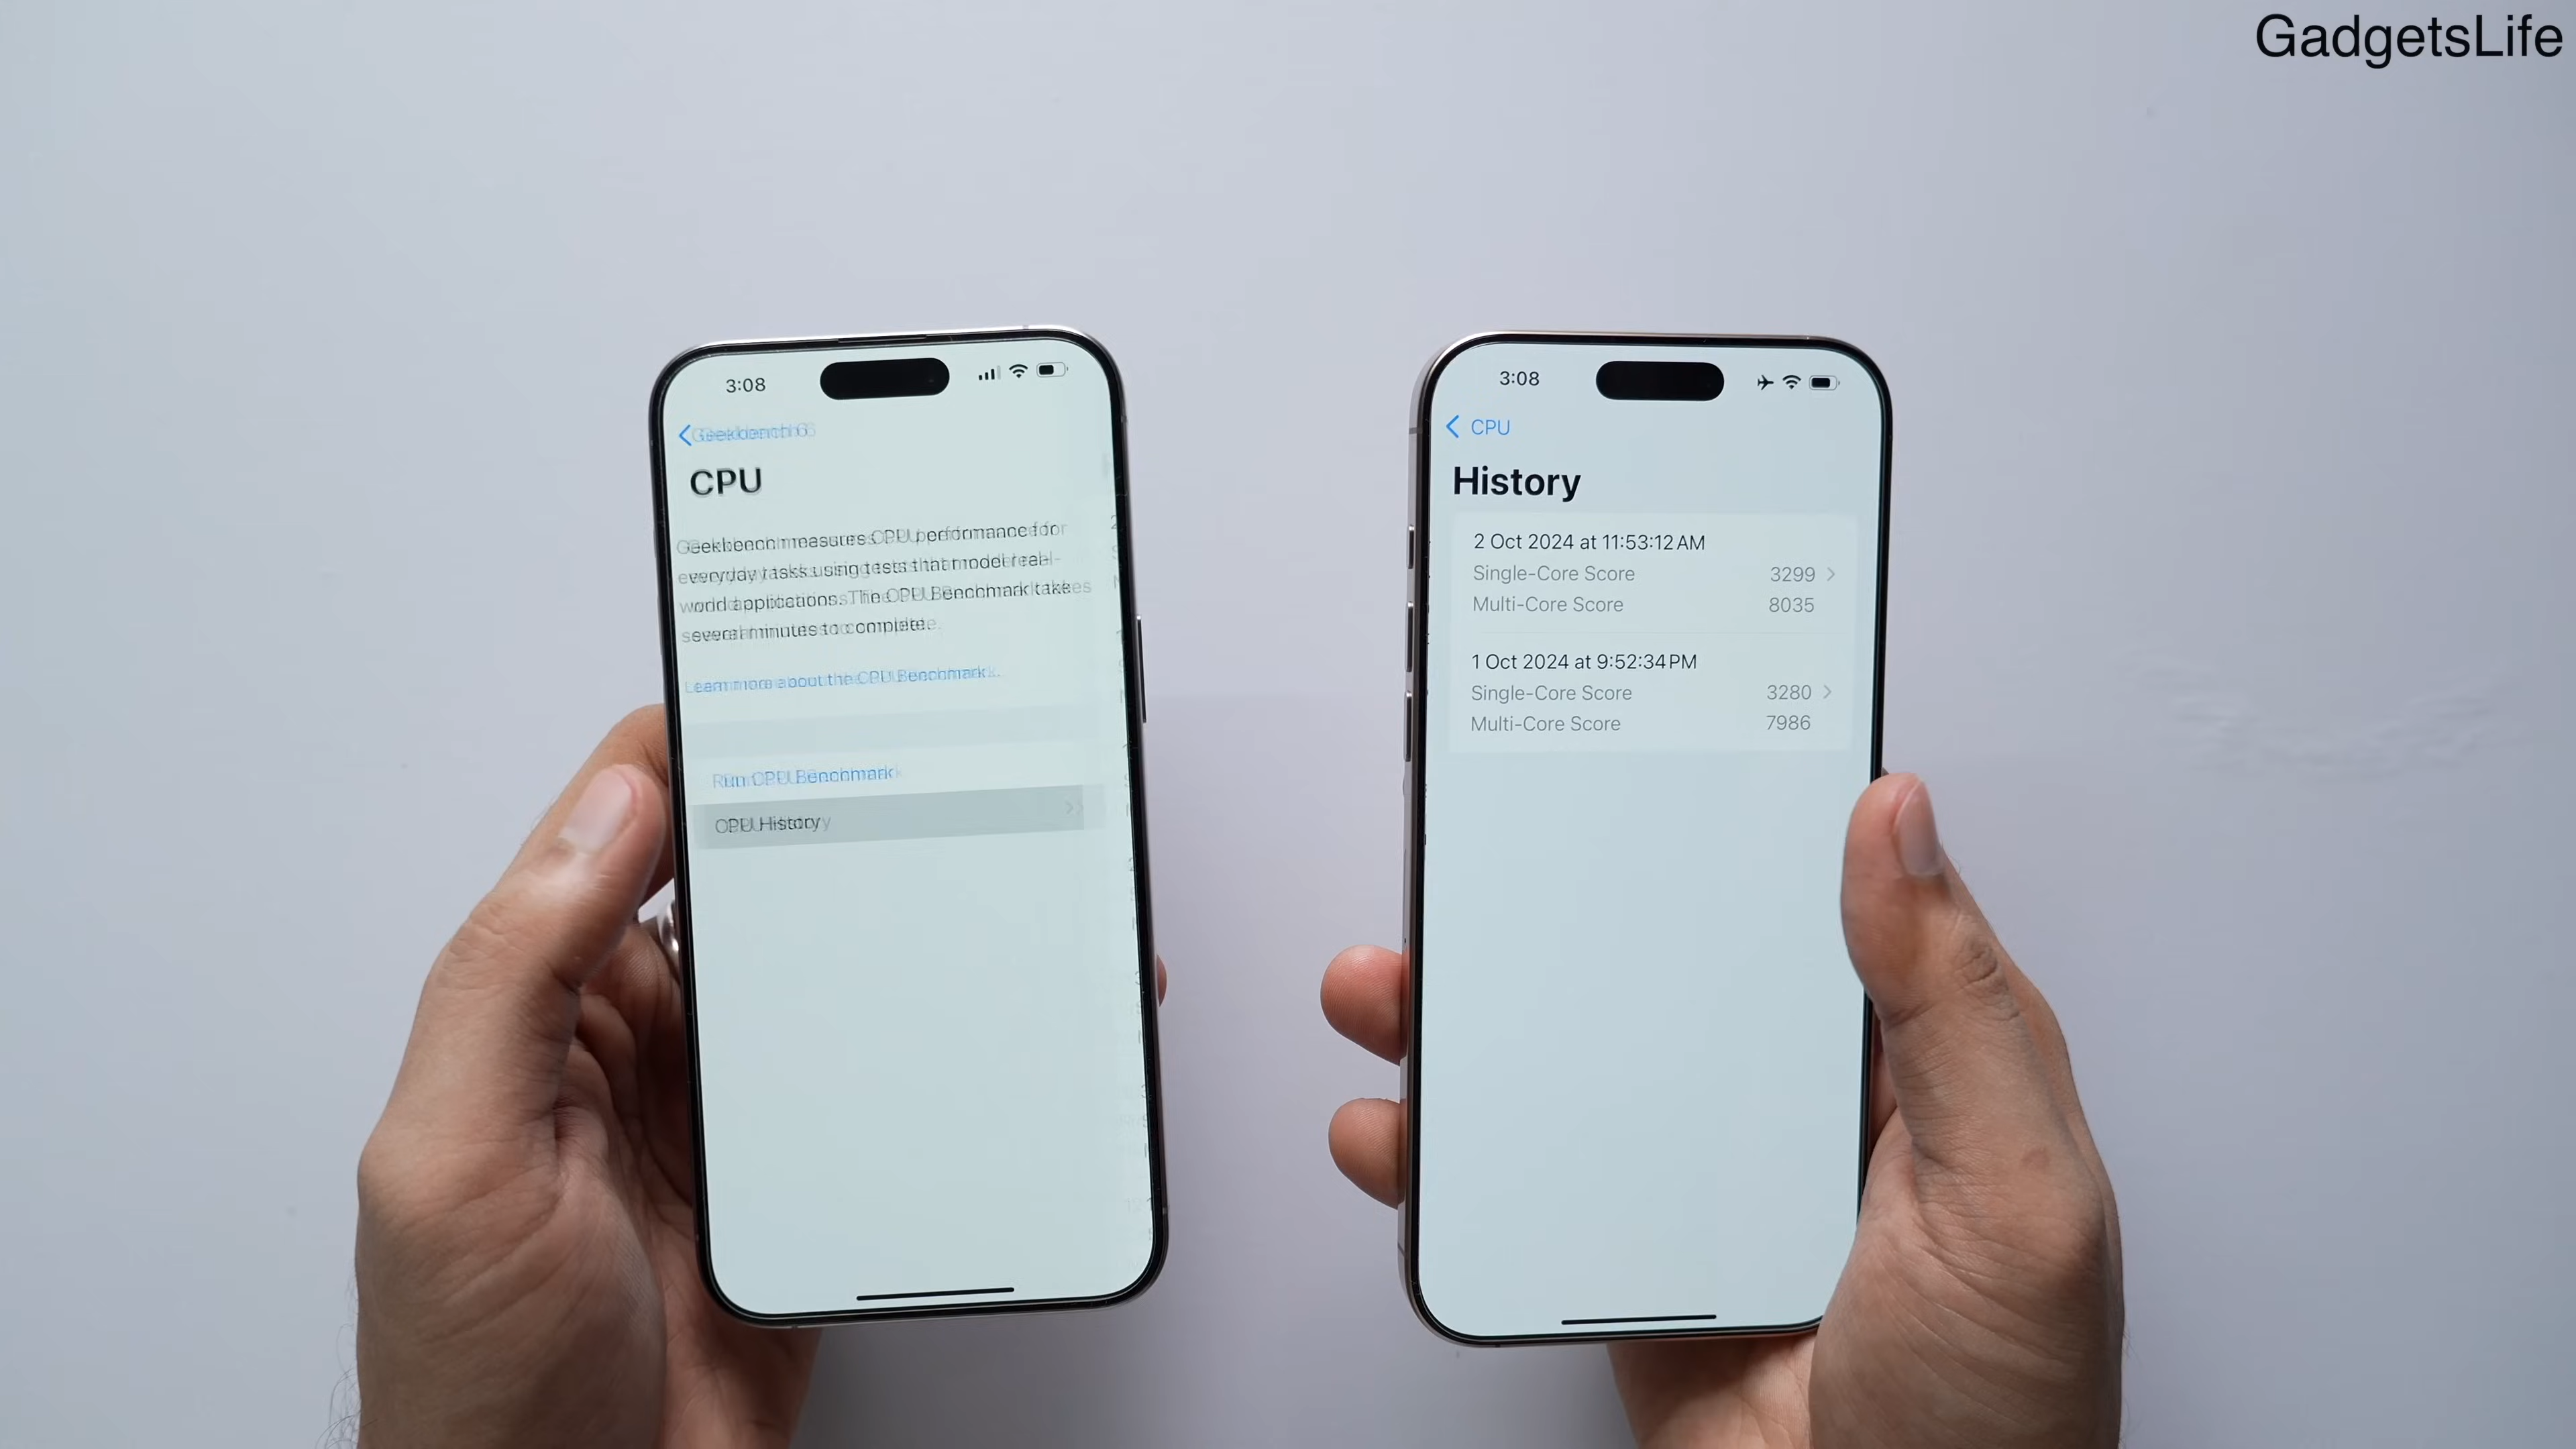 GadgetsLife
3:08
Geekbench 6
CPU
Geekbench measures CPU performance for
everyday tasks using tests that model real-
world applications. The CPU Benchmark takes
several minutes to complete.
Learn more about the CPU Benchmark...
Run CPU Benchmark
CPU History
3:08
CPU
History
2 Oct 2024 at 11:53:12 AM
Single-Core Score 3299
Multi-Core Score 8035
1 Oct 2024 at 9:52:34 PM
Single-Core Score 3280
Multi-Core Score 7986